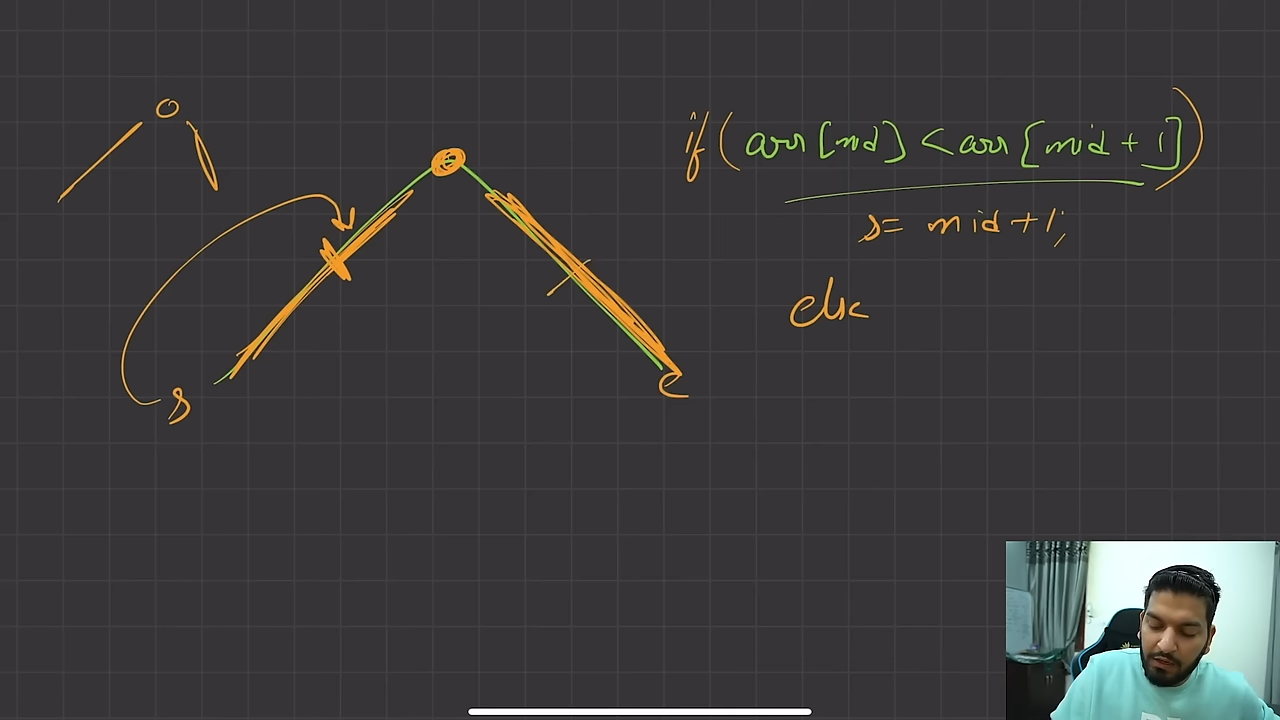 if ( arr [mid] < arr [mid + 1] )
s = mid + 1;
else
s
e